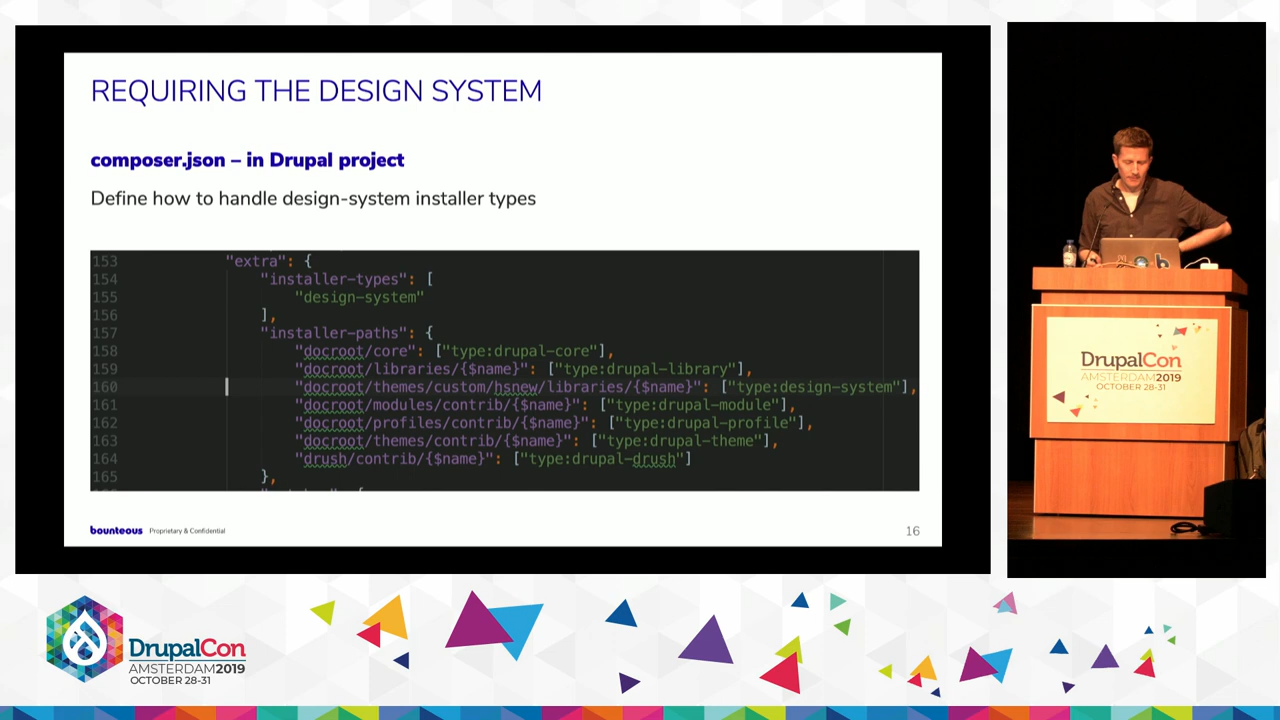 REQUIRING THE DESIGN SYSTEM
composer.json – in Drupal project
Define how to handle design-system installer types
153 "extra": {
154 "installer-types": [
155 "design-system"
156 ],
157 "installer-paths": {
158 "docroot/core": ["type:drupal-core"],
159 "docroot/libraries/{$name}": ["type:drupal-library"],
160 "docroot/themes/custom/hsnew/libraries/{$name}": ["type:design-system"],
161 "docroot/modules/contrib/{$name}": ["type:drupal-module"],
162 "docroot/profiles/contrib/{$name}": ["type:drupal-profile"],
163 "docroot/themes/contrib/{$name}": ["type:drupal-theme"],
164 "drush/contrib/{$name}": ["type:drupal-drush"]
165 },
bounteous Proprietary & Confidential
16
DrupalCon
AMSTERDAM2019
OCTOBER 28-31
DrupalCon
AMSTERDAM2019
OCTOBER 28-31